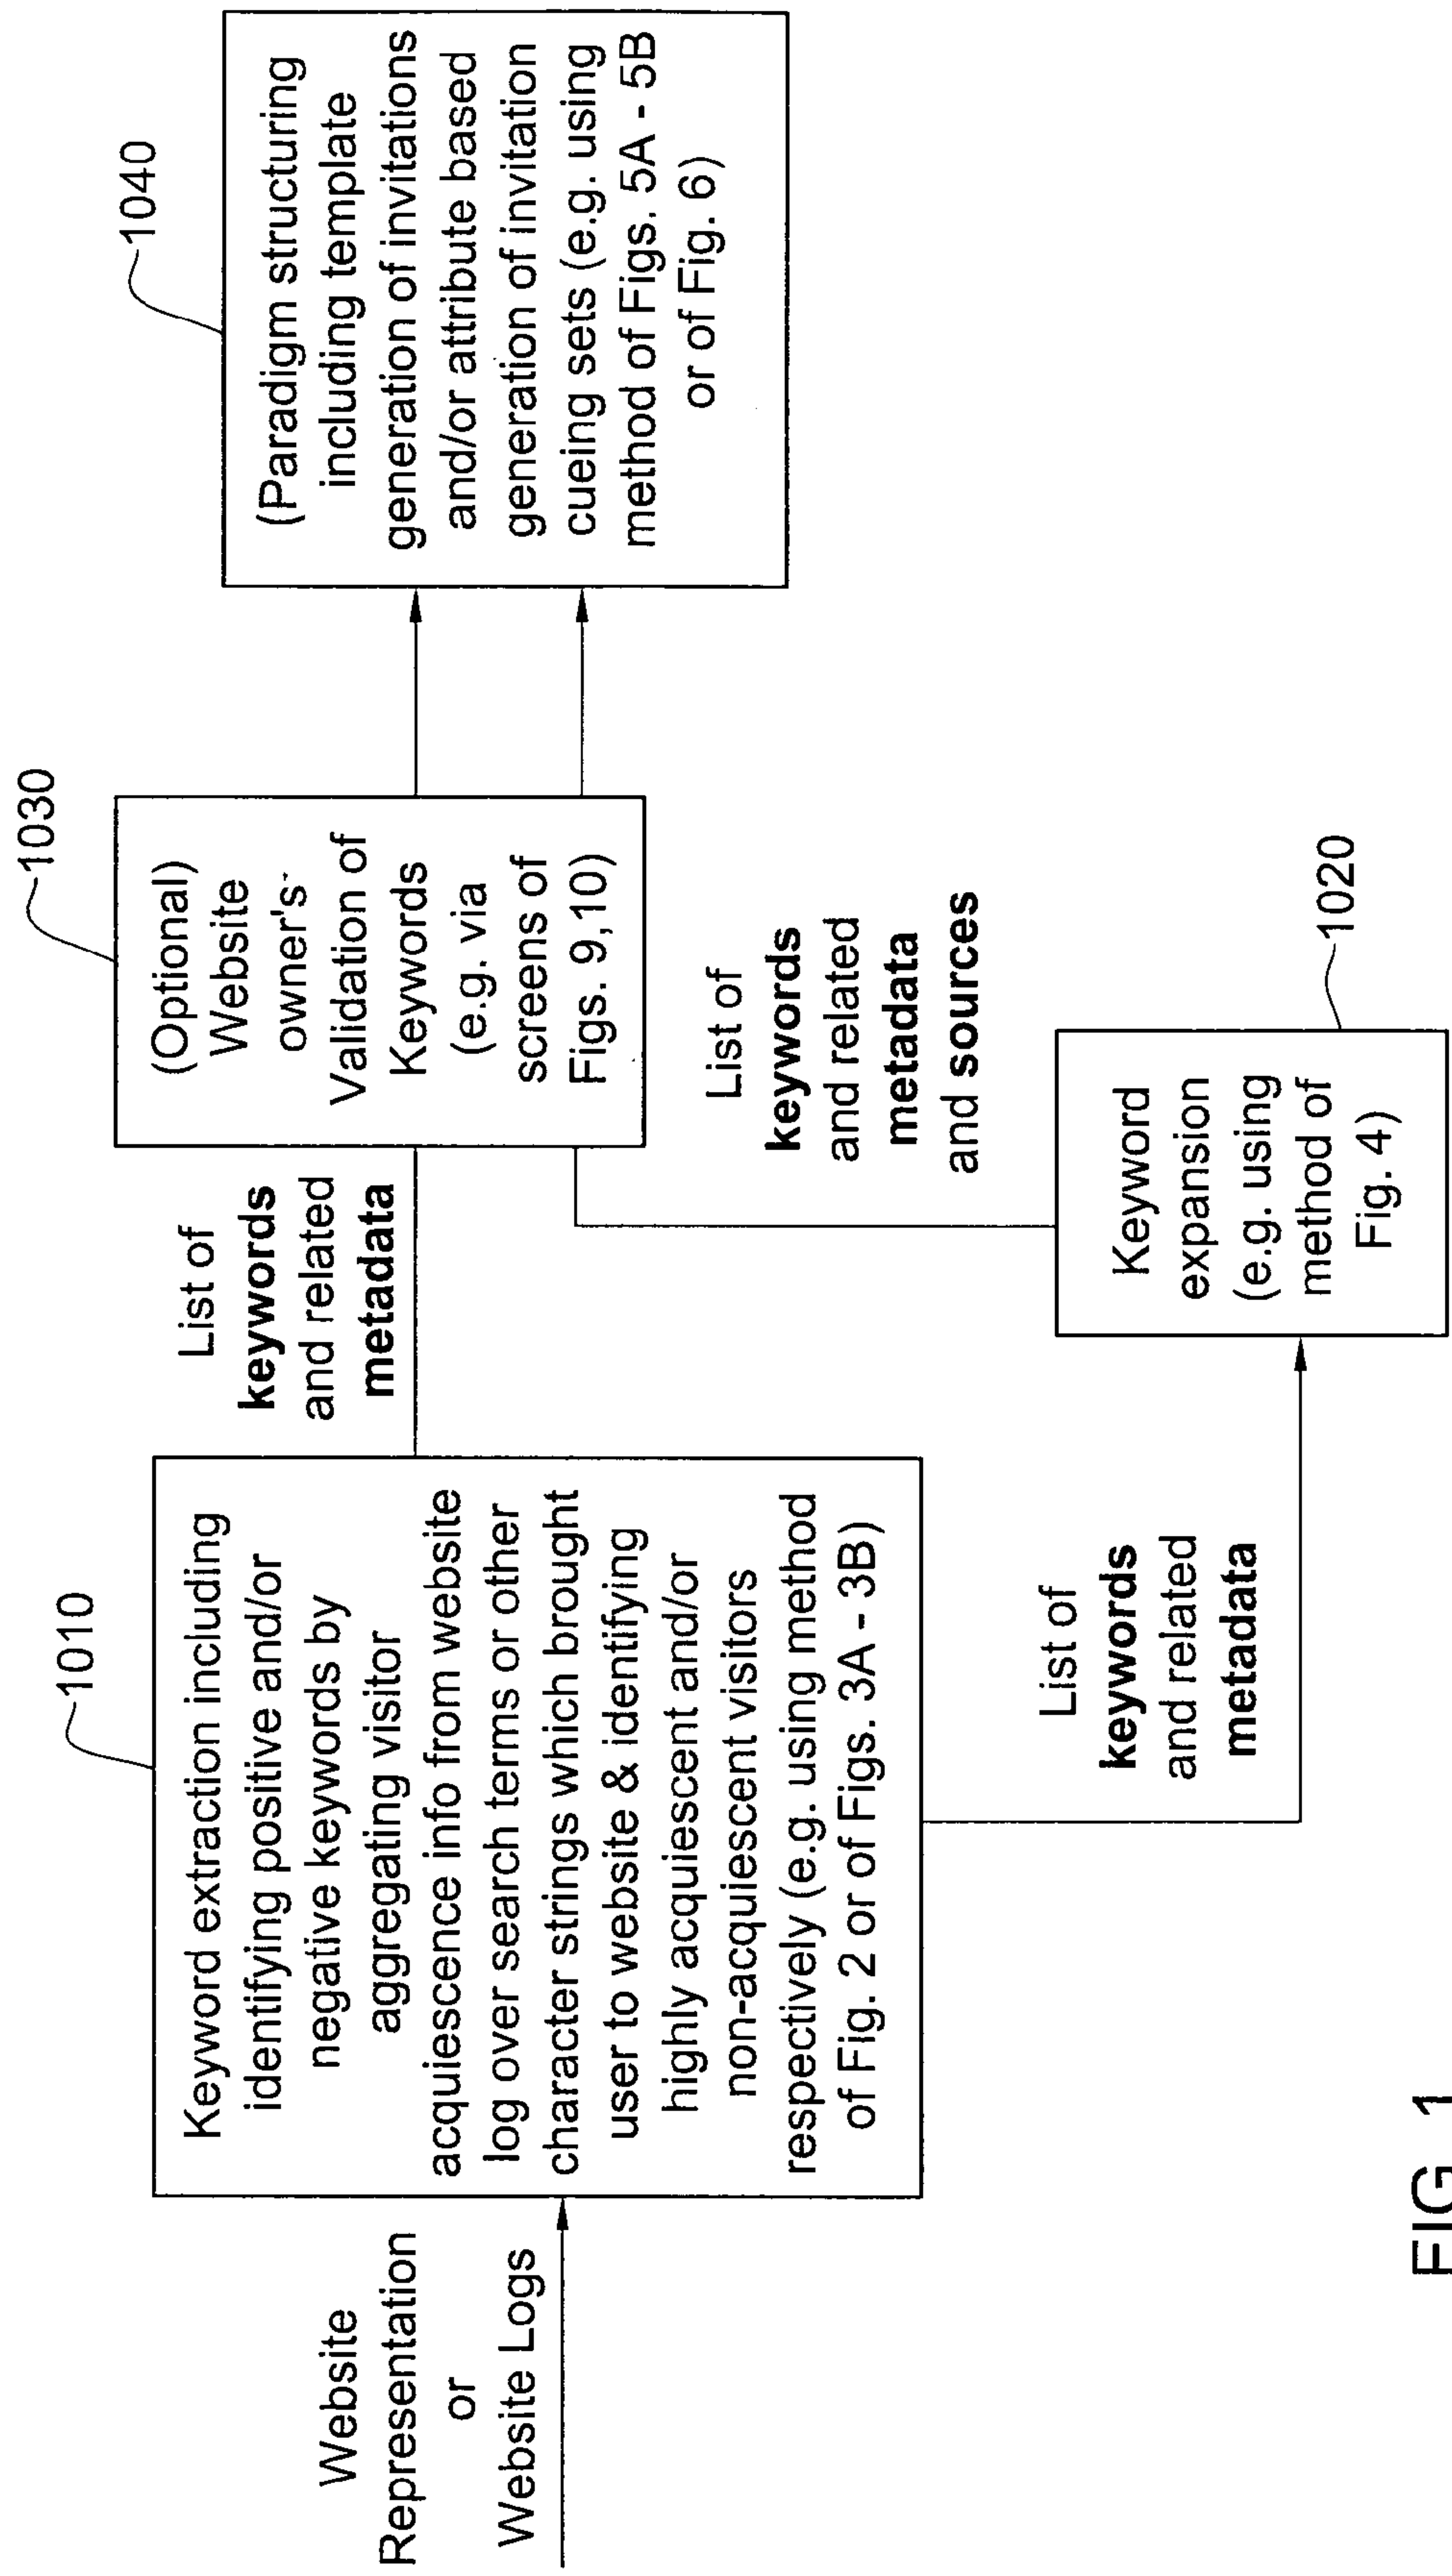 Website
Representation
or
Website Logs
1010
Keyword extraction including
identifying positive and/or
negative keywords by
aggregating visitor
acquiescence info from website
log over search terms or other
character strings which brought
user to website & identifying
highly acquiescent and/or
non-acquiescent visitors
respectively (e.g. using method
of Fig. 2 or of Figs. 3A - 3B)
List of
keywords
and related
metadata
List of
keywords
and related
metadata
1020
Keyword
expansion
(e.g. using
method of
Fig. 4)
List of
keywords
and related
metadata
and sources
1030
(Optional)
Website
owner's
Validation of
Keywords
(e.g. via
screens of
Figs. 9,10)
1040
(Paradigm structuring
including template
generation of invitations
and/or attribute based
generation of invitation
cueing sets (e.g. using
method of Figs. 5A - 5B
or of Fig. 6)
FIG. 1